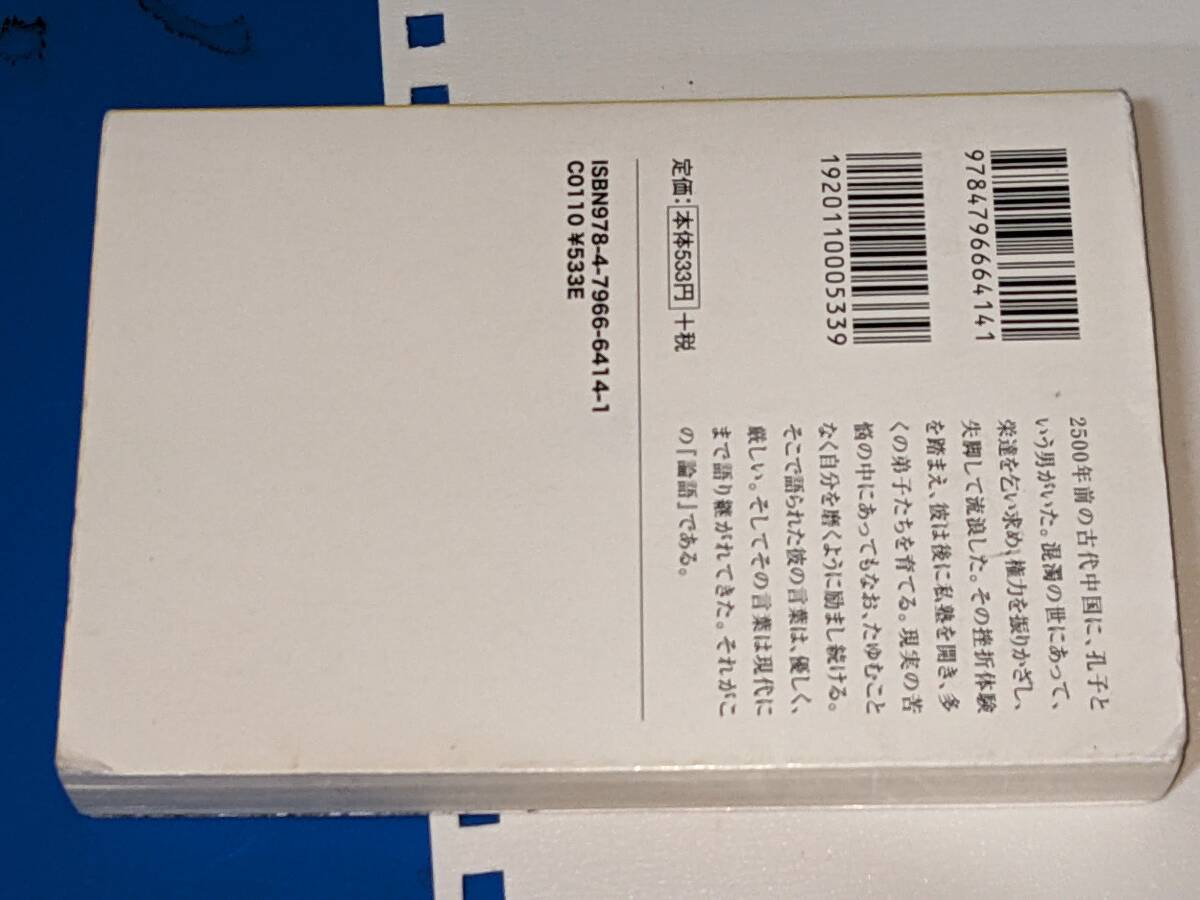 9784796664141
1920110005339
定価:本体533円+税
ISBN978-4-7966-6414-1
C0110 ¥533E
2500年前の古代中国に、孔子と
いう男がいた。混濁の世にあって、
栄達を乞い求め、権力を振りかざし、
失脚して流浪した。その挫折体験
を踏まえ、彼は後に私塾を開き、多
くの弟子たちを育てる。現実の苦
悩の中にあってもなお、たゆむこと
なく自分を磨くように励まし続ける。
そこで語られた彼の言葉は、優しく、
厳しい。そしてその言葉は現代に
まで語り継がれてきた。それがこ
の「論語」である。